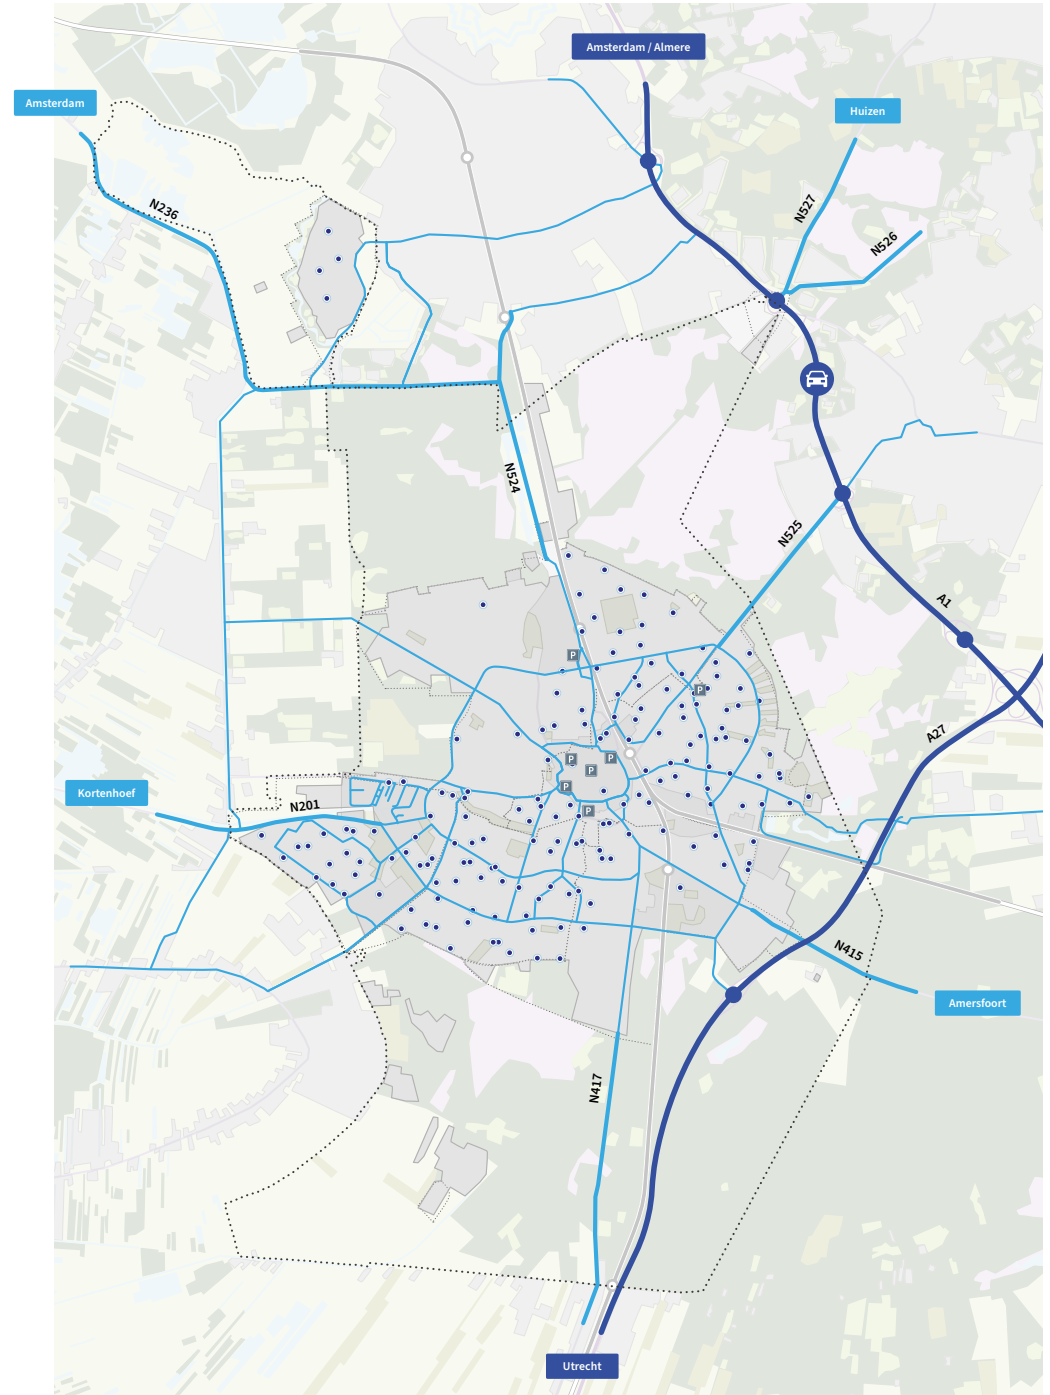 Amsterdam / Almere
Amsterdam
Huizen
N527
N236
N526
N524
N525
A1
A27
Kortenhoef
N201
N415
Amersfoort
N417
Utrecht
P
P
P
P
P
P
P